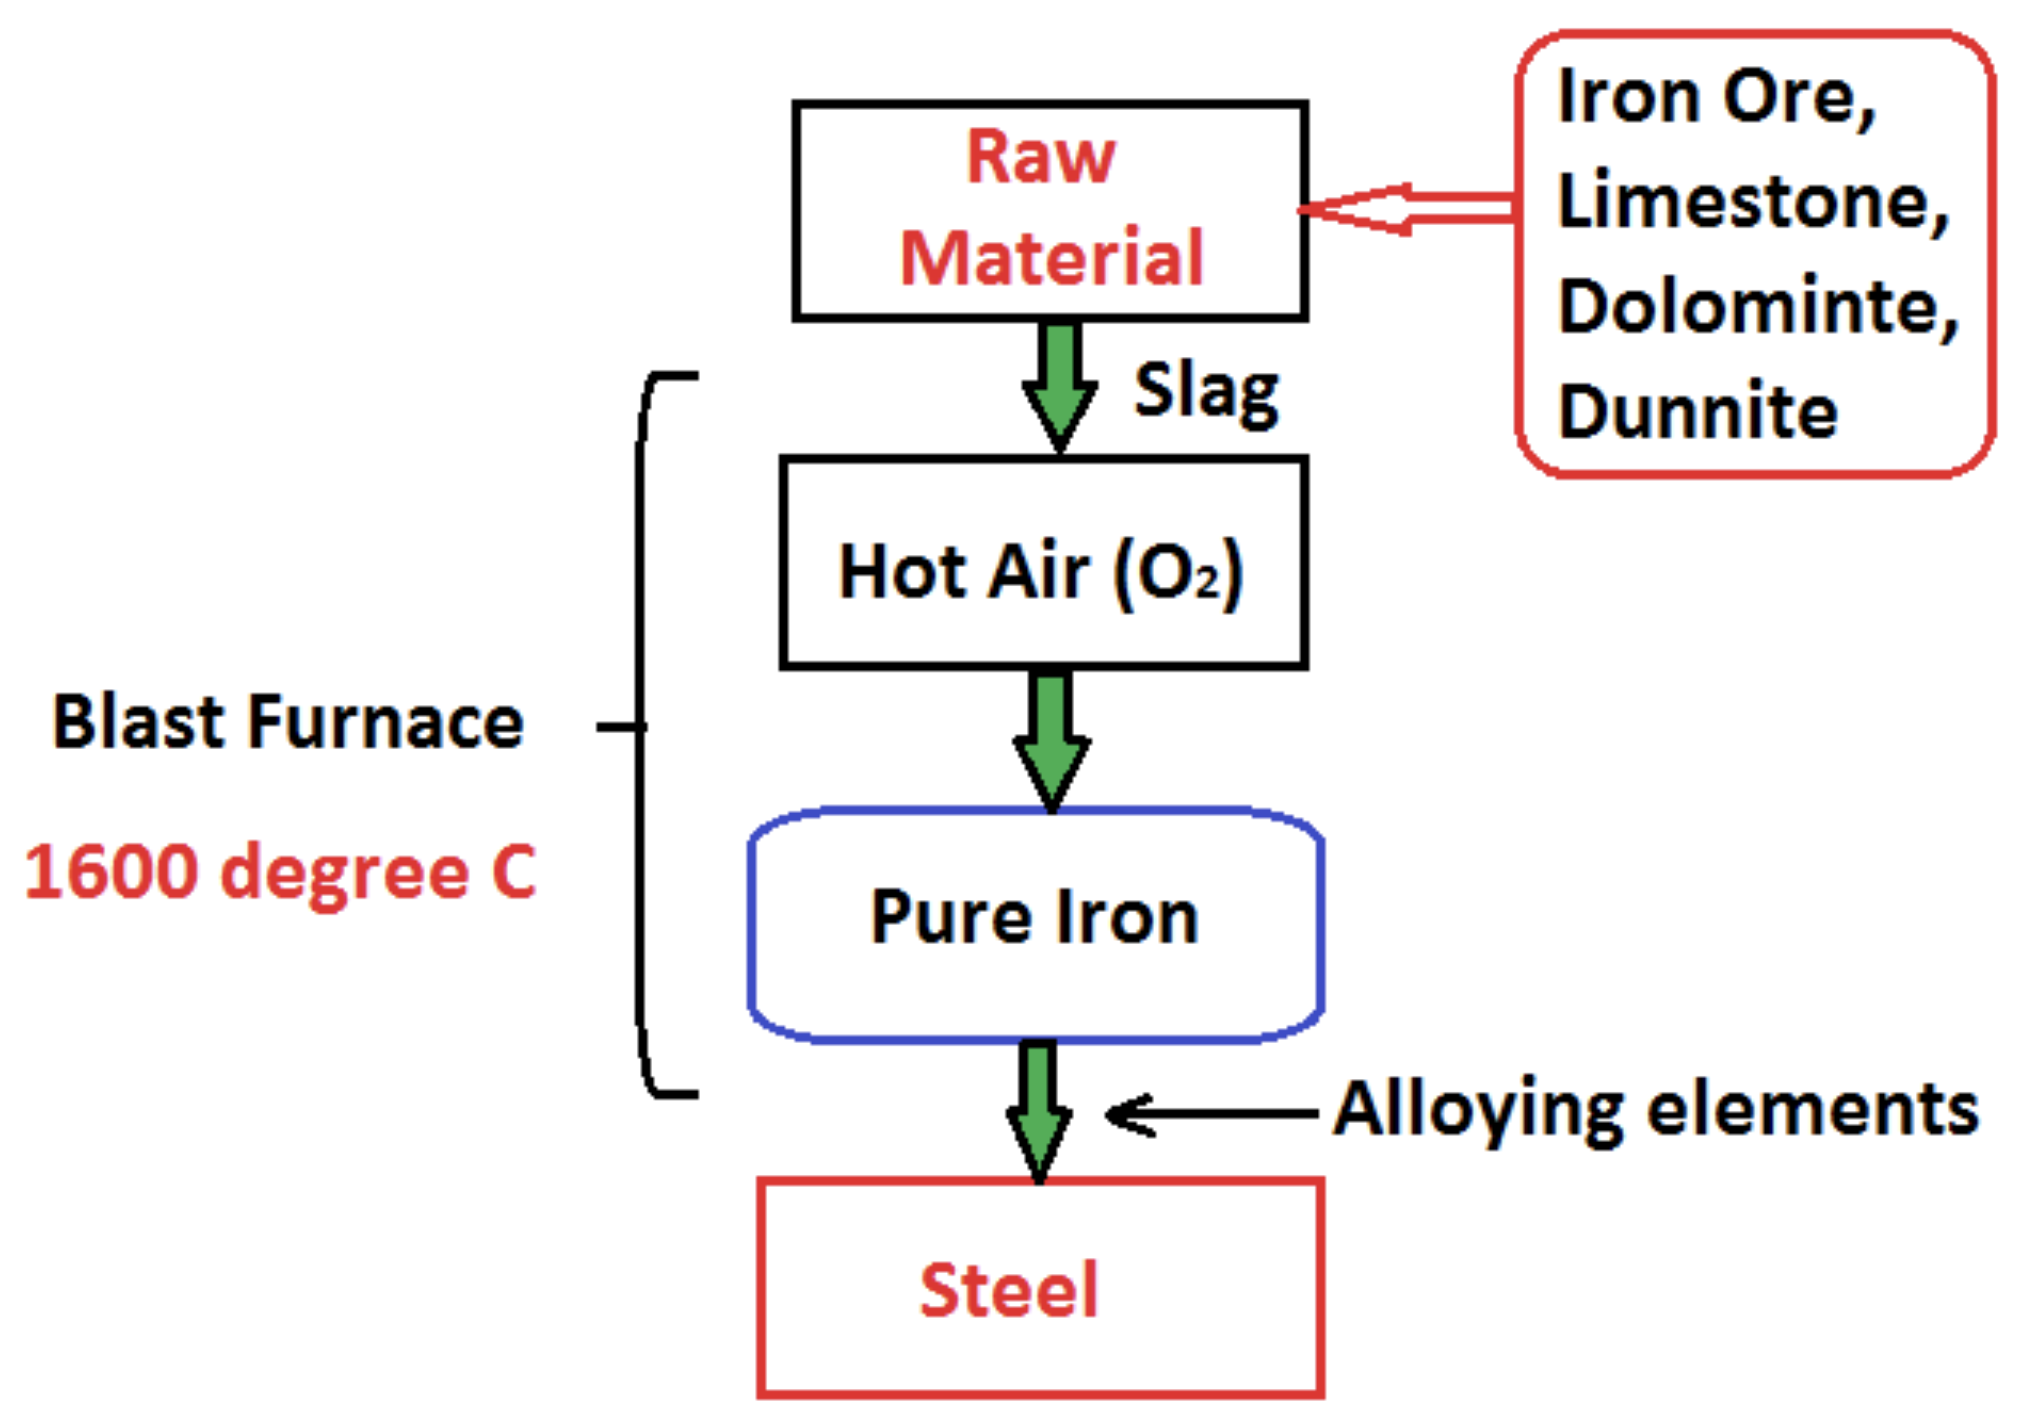 Raw
Material
Iron Ore,
Limestone,
Dolominte,
Dunnite
Slag
Hot Air (O₂)
Blast Furnace
1600 degree C
Pure Iron
Alloying elements
Steel